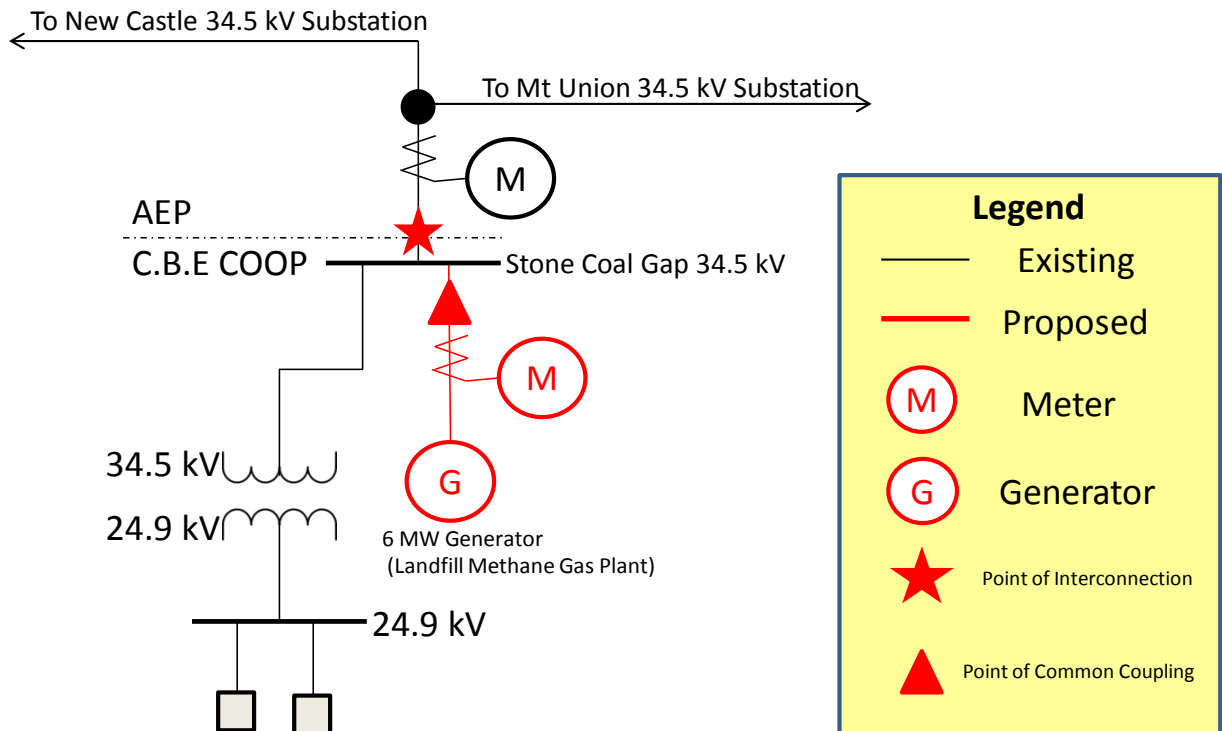 To New Castle 34.5 kV Substation
To Mt Union 34.5 kV Substation
M
AEP
C.B.E COOP
Stone Coal Gap 34.5 kV
M
34.5 kV
G
24.9 kV
6 MW Generator
(Landfill Methane Gas Plant)
24.9 kV
Legend
Existing
Proposed
M Meter
G Generator
Point of Interconnection
Point of Common Coupling